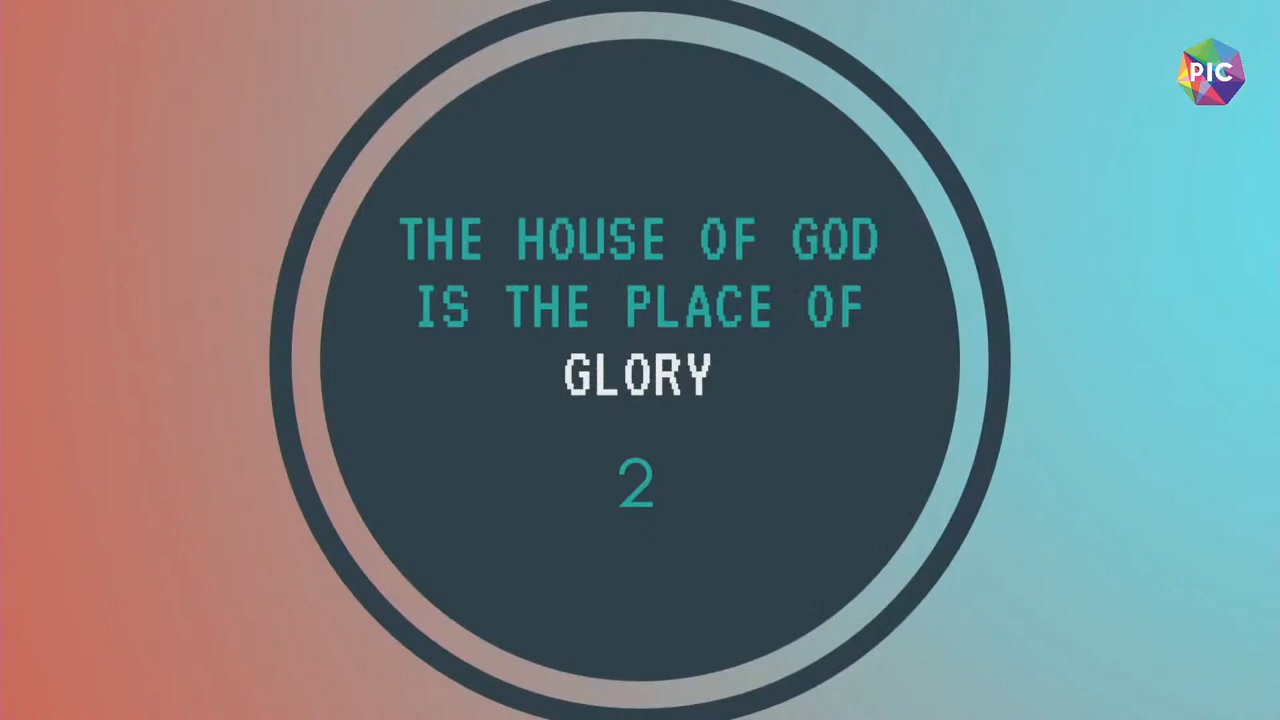 PIC
THE HOUSE OF GOD
IS THE PLACE OF
GLORY
2